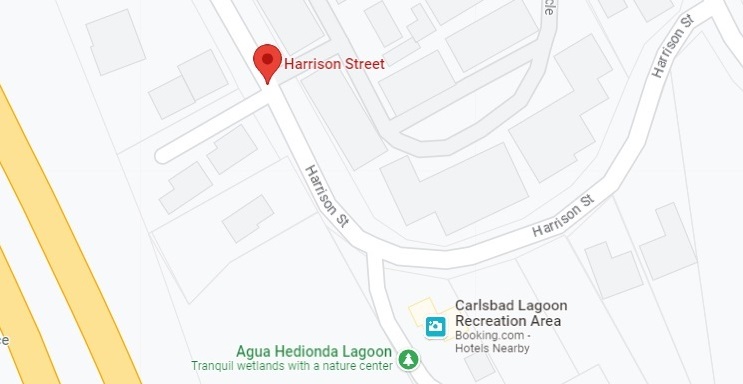 Harrison Street
Harrison St
Harrison St
Harrison St
Carlsbad Lagoon
Recreation Area
Booking.com -
Hotels Nearby
Agua Hedionda Lagoon
Tranquil wetlands with a nature center